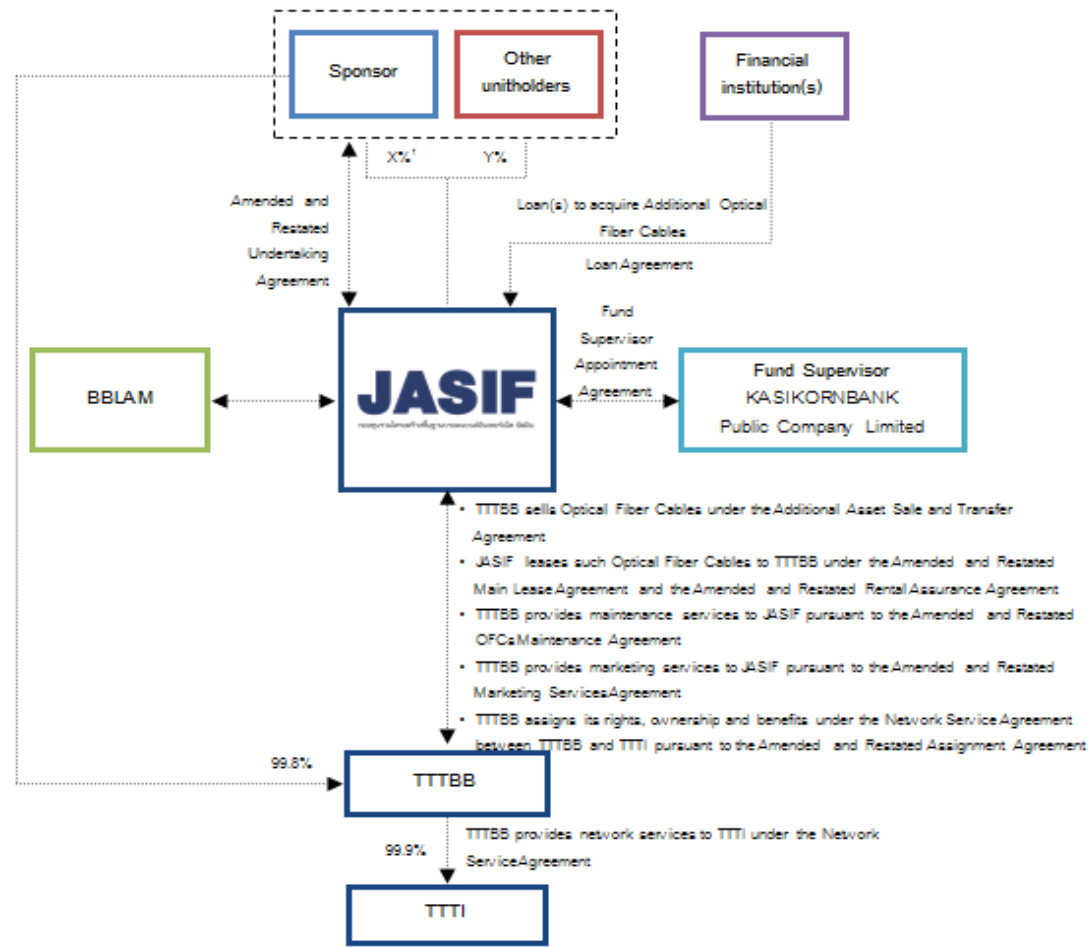 Sponsor
Other
unitholders
Financial
institution(s)
X%†
Y%
Amended and
Restated
Undertaking
Agreement
Loan(s) to acquire Additional Optical
Fiber Cables
Loan Agreement
Fund
Supervisor
Appointment
Agreement
BBLAM
JASIF
Fund Supervisor
KASIKORNBANK
Public Company Limited
• TTTBB sells Optical Fiber Cables under the Additional Asset Sale and Transfer
Agreement
• JASIF leases such Optical Fiber Cables to TTTBB under the Amended and Restated
Main Lease Agreement and the Amended and Restated Rental Assurance Agreement
• TTTBB provides maintenance services to JASIF pursuant to the Amended and Restated
OFCs Maintenance Agreement
• TTTBB provides marketing services to JASIF pursuant to the Amended and Restated
Marketing Services Agreement
• TTTBB assigns its rights, ownership and benefits under the Network Service Agreement
between TTTBB and TTTI pursuant to the Amended and Restated Assignment Agreement
99.8%
TTTBB
99.9%
TTTBB provides network services to TTTI under the Network
Service Agreement
TTTI